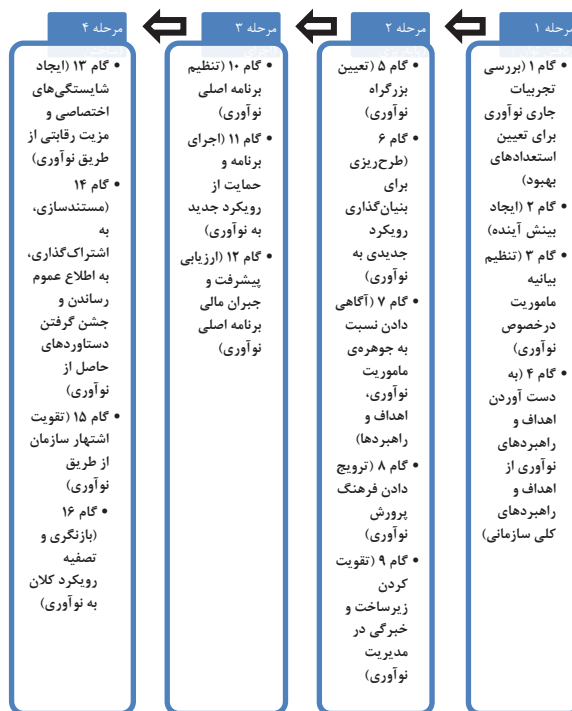 مرحله ۱
• گام ۱ (بررسی
تجربیات
جاری نوآوری
برای تعیین
استعدادهای
بهبود)
• گام ۲ (ایجاد
بینش آینده)
• گام ۳ (تنظیم
بیانیه
ماموریت
درخصوص
نوآوری)
• گام ۴ (به
دست آوردن
اهداف و
راهبردهای
نوآوری از
اهداف و
راهبردهای
کلی سازمانی)
مرحله ۲
• گام ۵ (تعیین
بزرگراه
نوآوری)
• گام ۶
(طرح‌ریزی
برای
بنیان‌گذاری
رویکرد
جدیدی به
نوآوری)
• گام ۷ (آگاهی
دادن نسبت
به جوهره‌ی
ماموریت
نوآوری،
اهداف و
راهبردها)
• گام ۸ (ترویج
دادن فرهنگ
پرورش
نوآوری)
• گام ۹ (تقویت
کردن
زیرساخت و
خبرگی در
مدیریت
نوآوری)
مرحله ۳
• گام ۱۰ (تنظیم
برنامه اصلی
نوآوری)
• گام ۱۱ (اجرای
برنامه و
حمایت از
رویکرد جدید
به نوآوری)
• گام ۱۲ (ارزیابی
پیشرفت و
جبران مالی
برنامه اصلی
نوآوری)
مرحله ۴
• گام ۱۳ (ایجاد
شایستگی‌های
اختصاصی و
مزیت رقابتی از
طریق نوآوری)
• گام ۱۴
(مستندسازی،
به
اشتراک‌گذاری،
به اطلاع عموم
رساندن و
جشن گرفتن
دستاوردهای
حاصل از
نوآوری)
• گام ۱۵ (تقویت
اشتهار سازمان
از طریق
نوآوری)
• گام ۱۶
(بازنگری و
تصفیه
رویکرد کلان
به نوآوری)